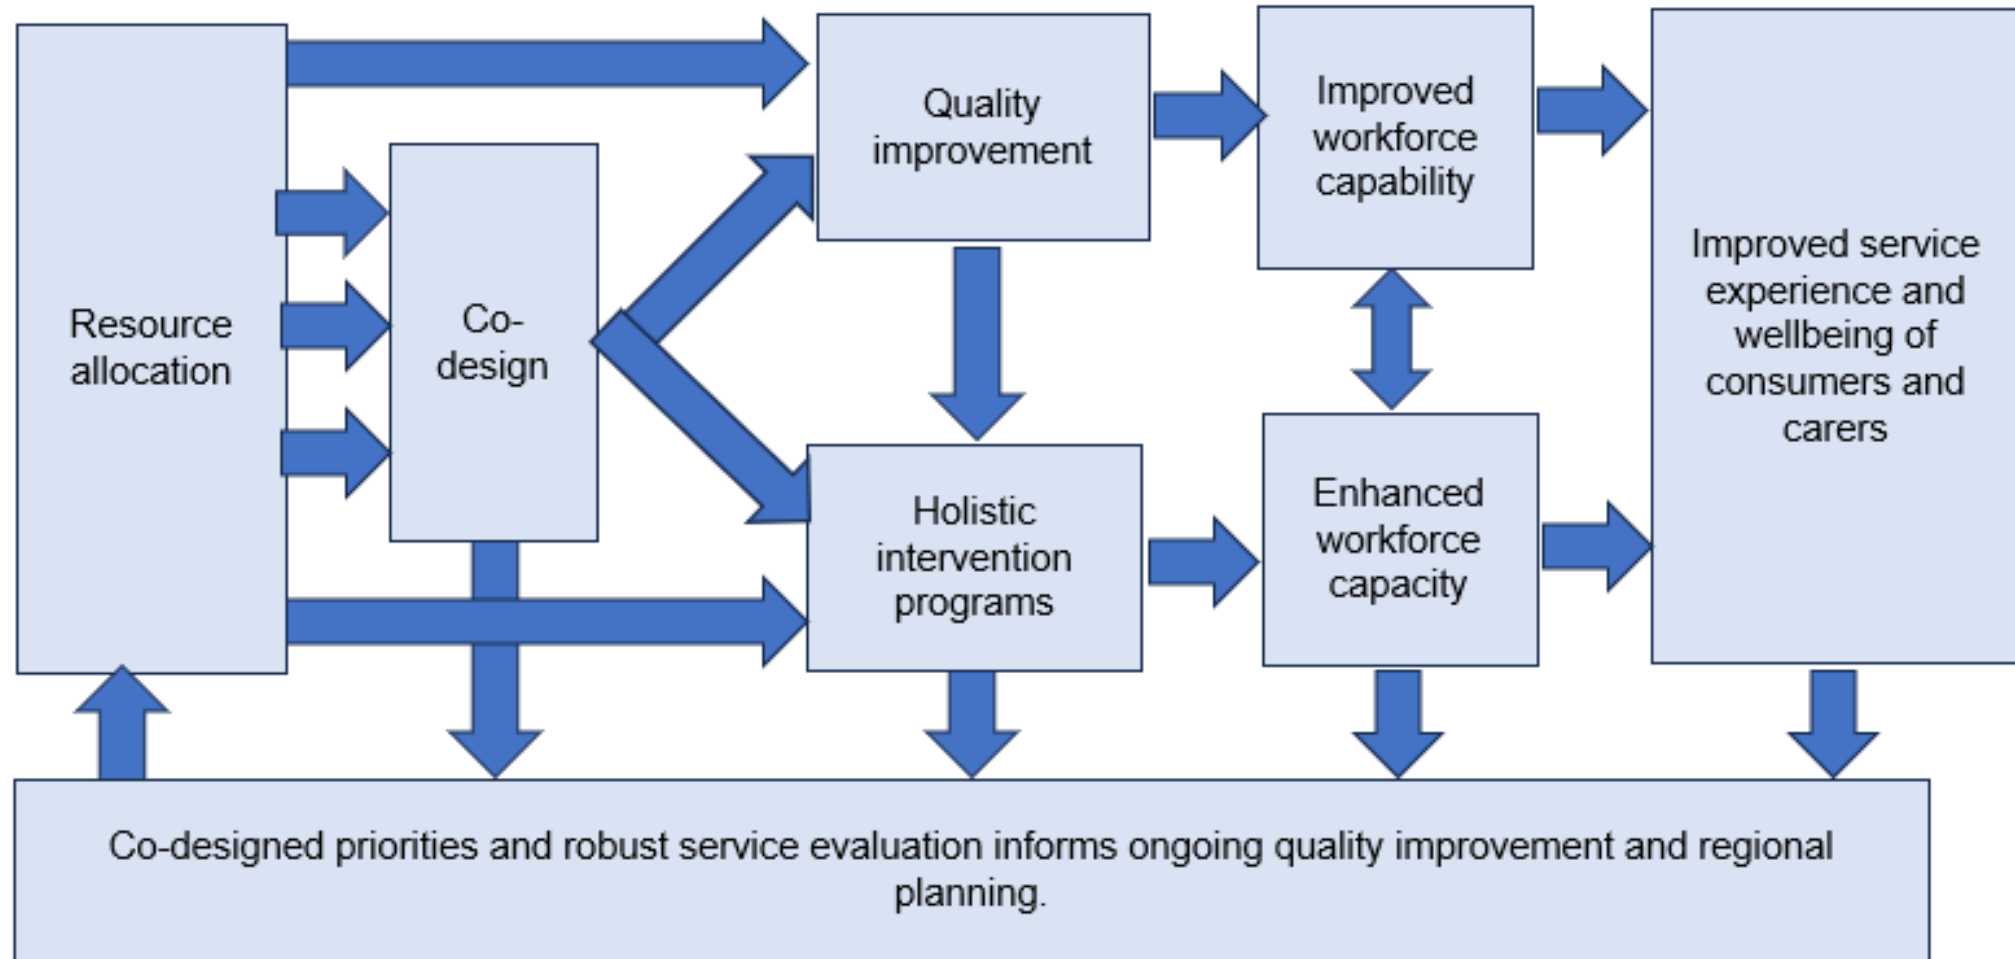 Resource
allocation
Co-
design
Quality
improvement
Holistic
intervention
programs
Improved
workforce
capability
Enhanced
workforce
capacity
Improved service
experience and
wellbeing of
consumers and
carers
Co-designed priorities and robust service evaluation informs ongoing quality improvement and regional
planning.